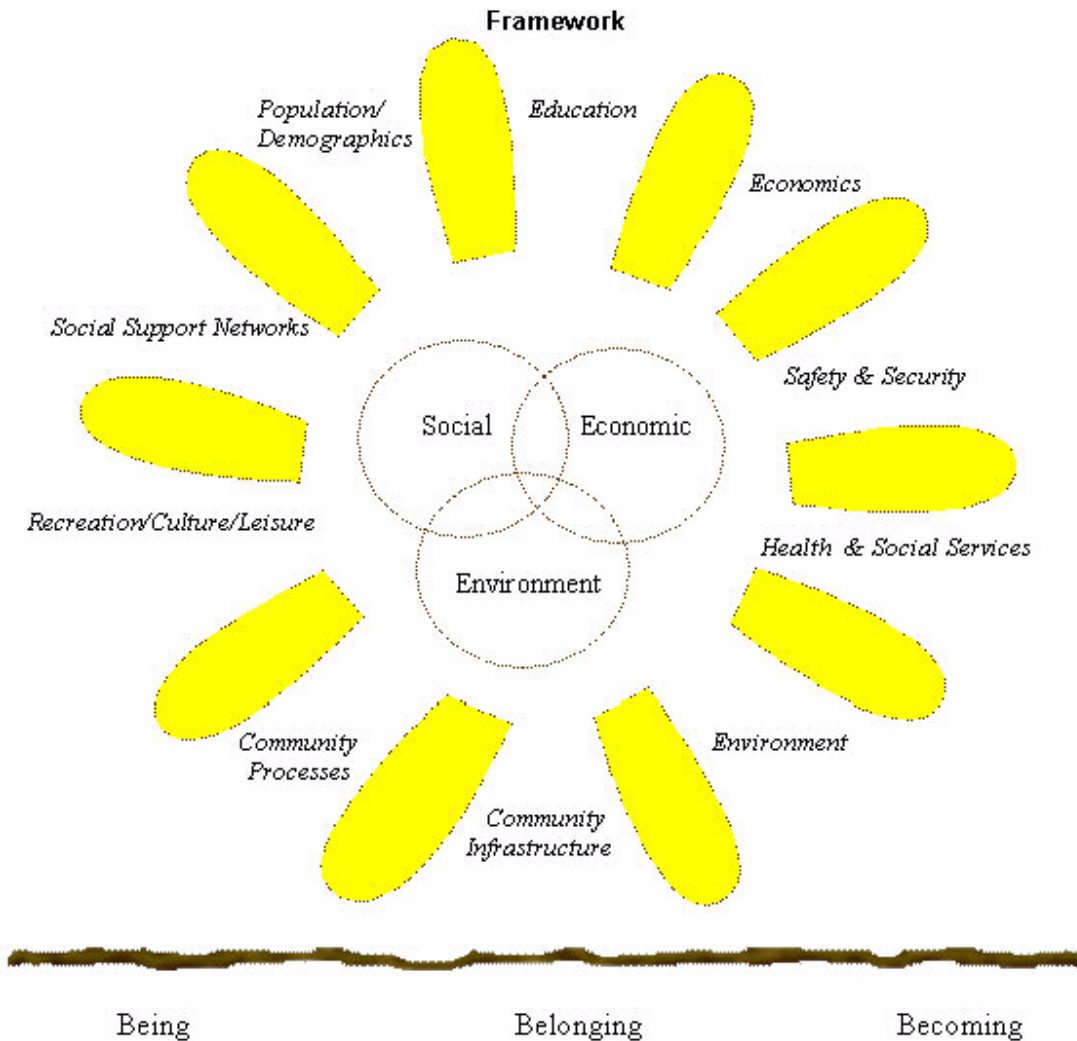 Framework
Population/
Demographics
Education
Economics
Social Support Networks
Safety & Security
Social
Economic
Recreation/Culture/Leisure
Health & Social Services
Environment
Community
Processes
Environment
Community
Infrastructure
Being
Belonging
Becoming